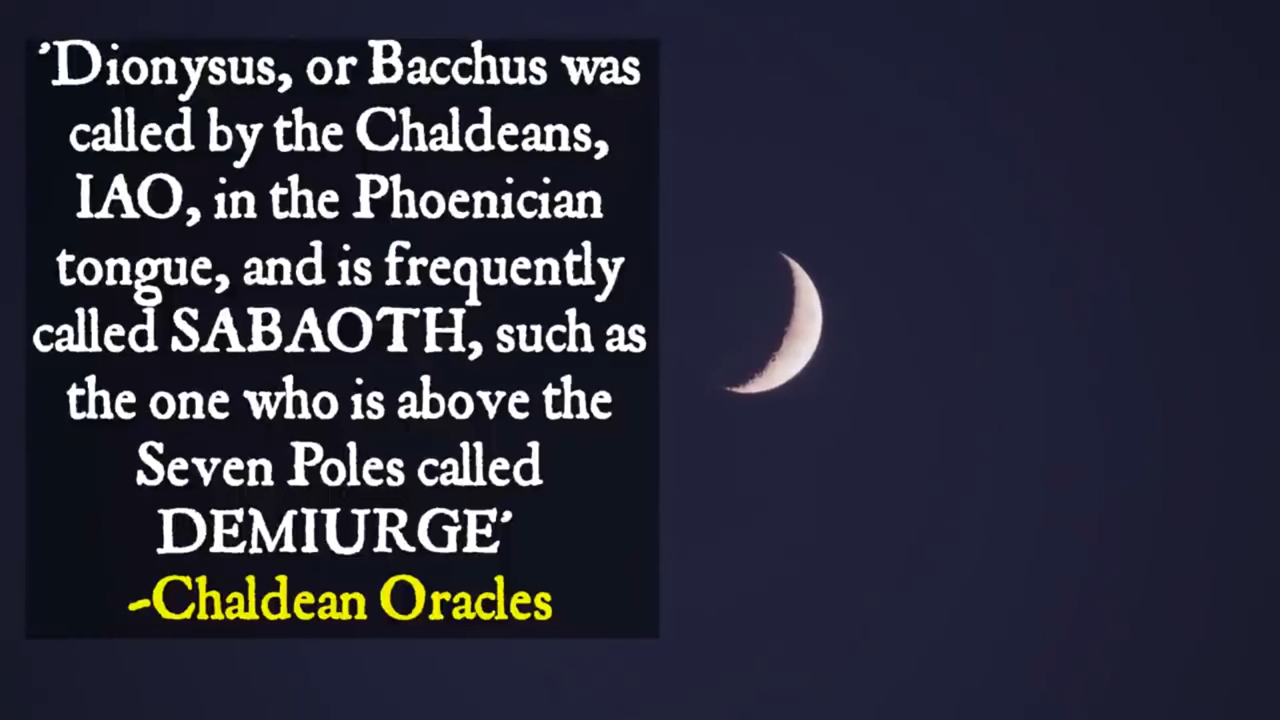 'Dionysus, or Bacchus was
called by the Chaldeans,
IAO, in the Phoenician
tongue, and is frequently
called SABAOTH, such as
the one who is above the
Seven Poles called
DEMIURGE'
-Chaldean Oracles